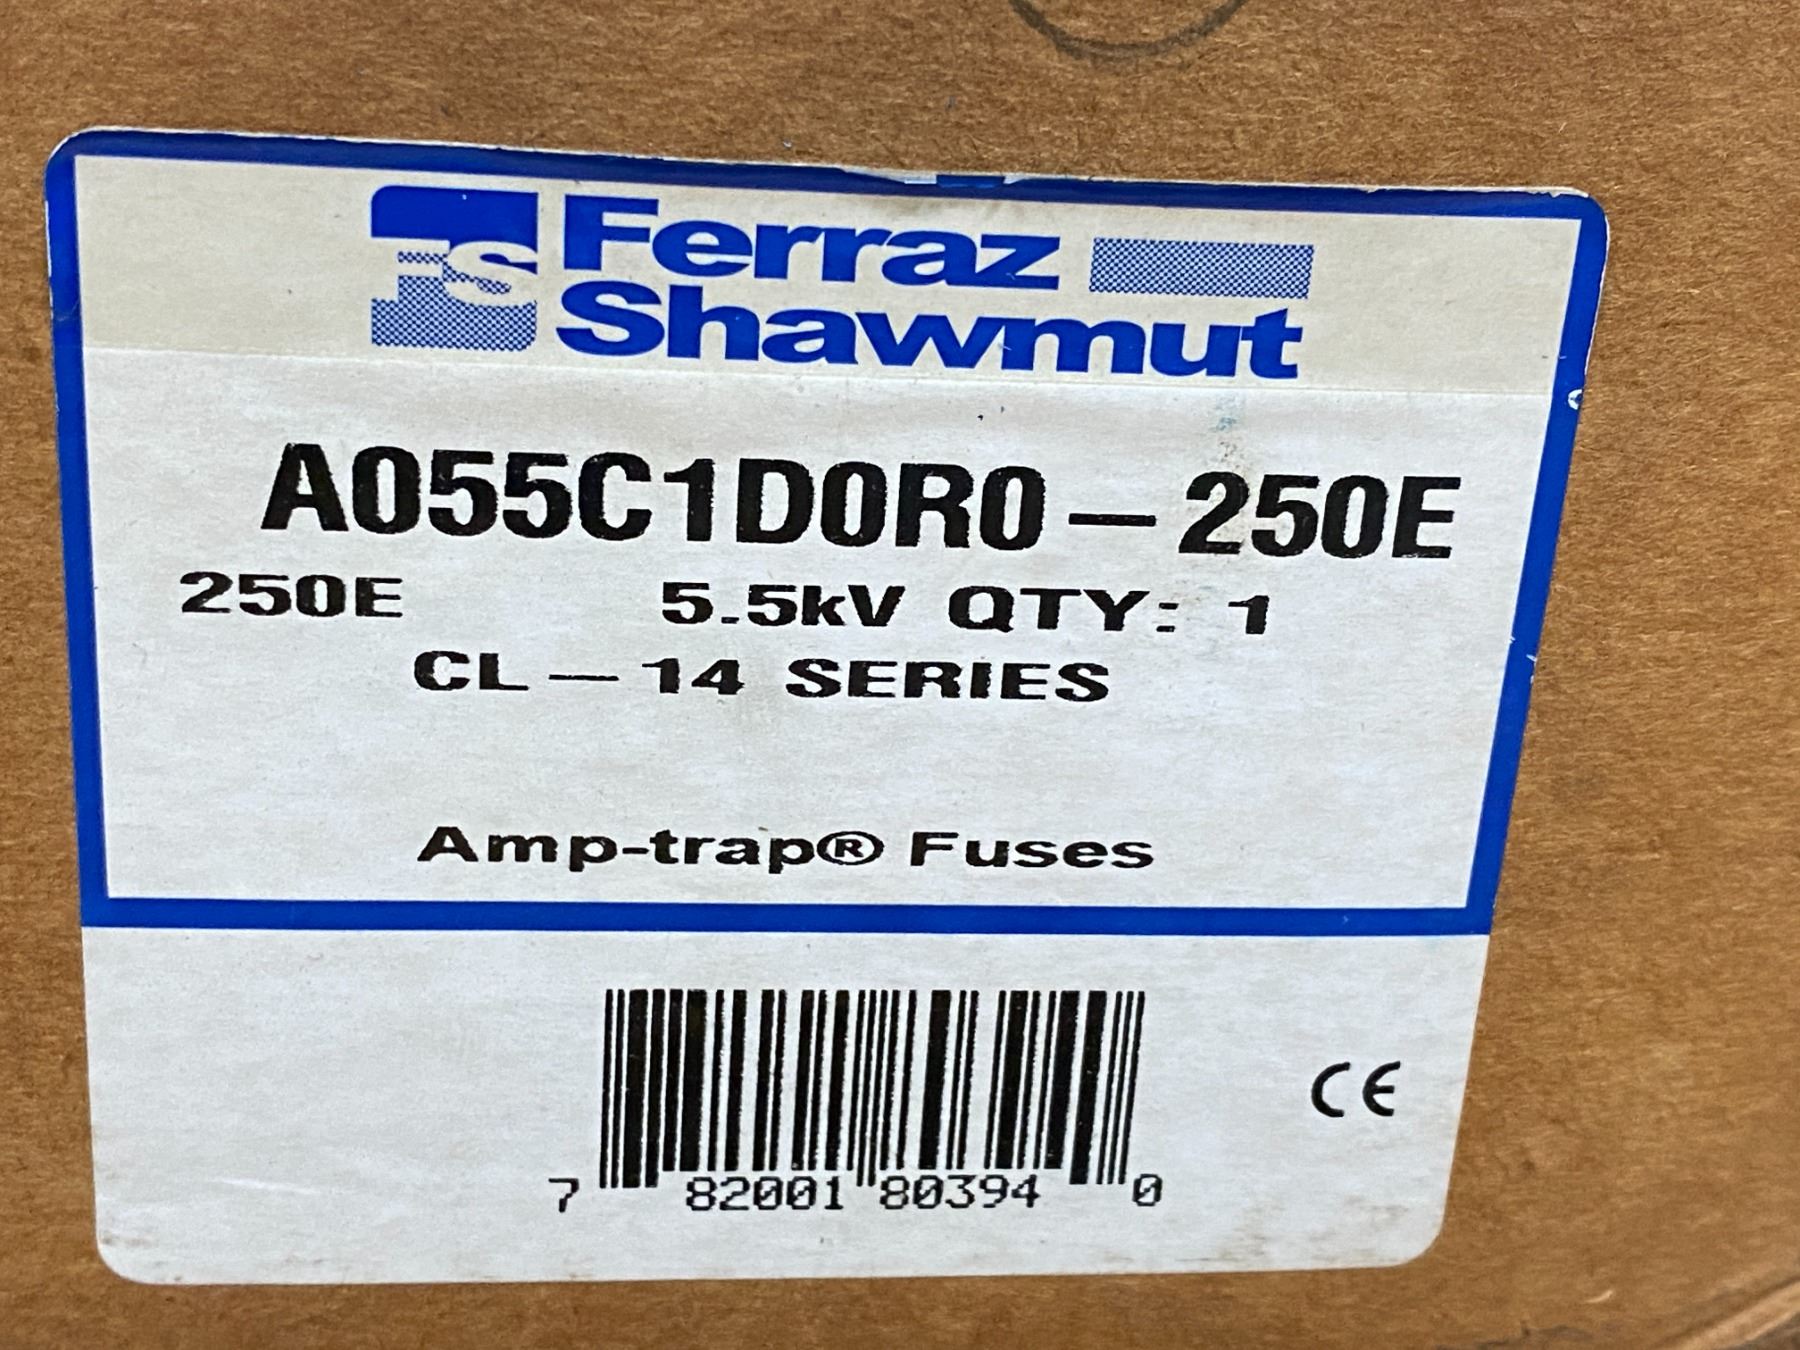 FS Ferraz
Shawmut
A055C1D0R0-250E
250E 5.5kV QTY: 1
CL-14 SERIES
Amp-trap® Fuses
7 82001 80394 0
CE